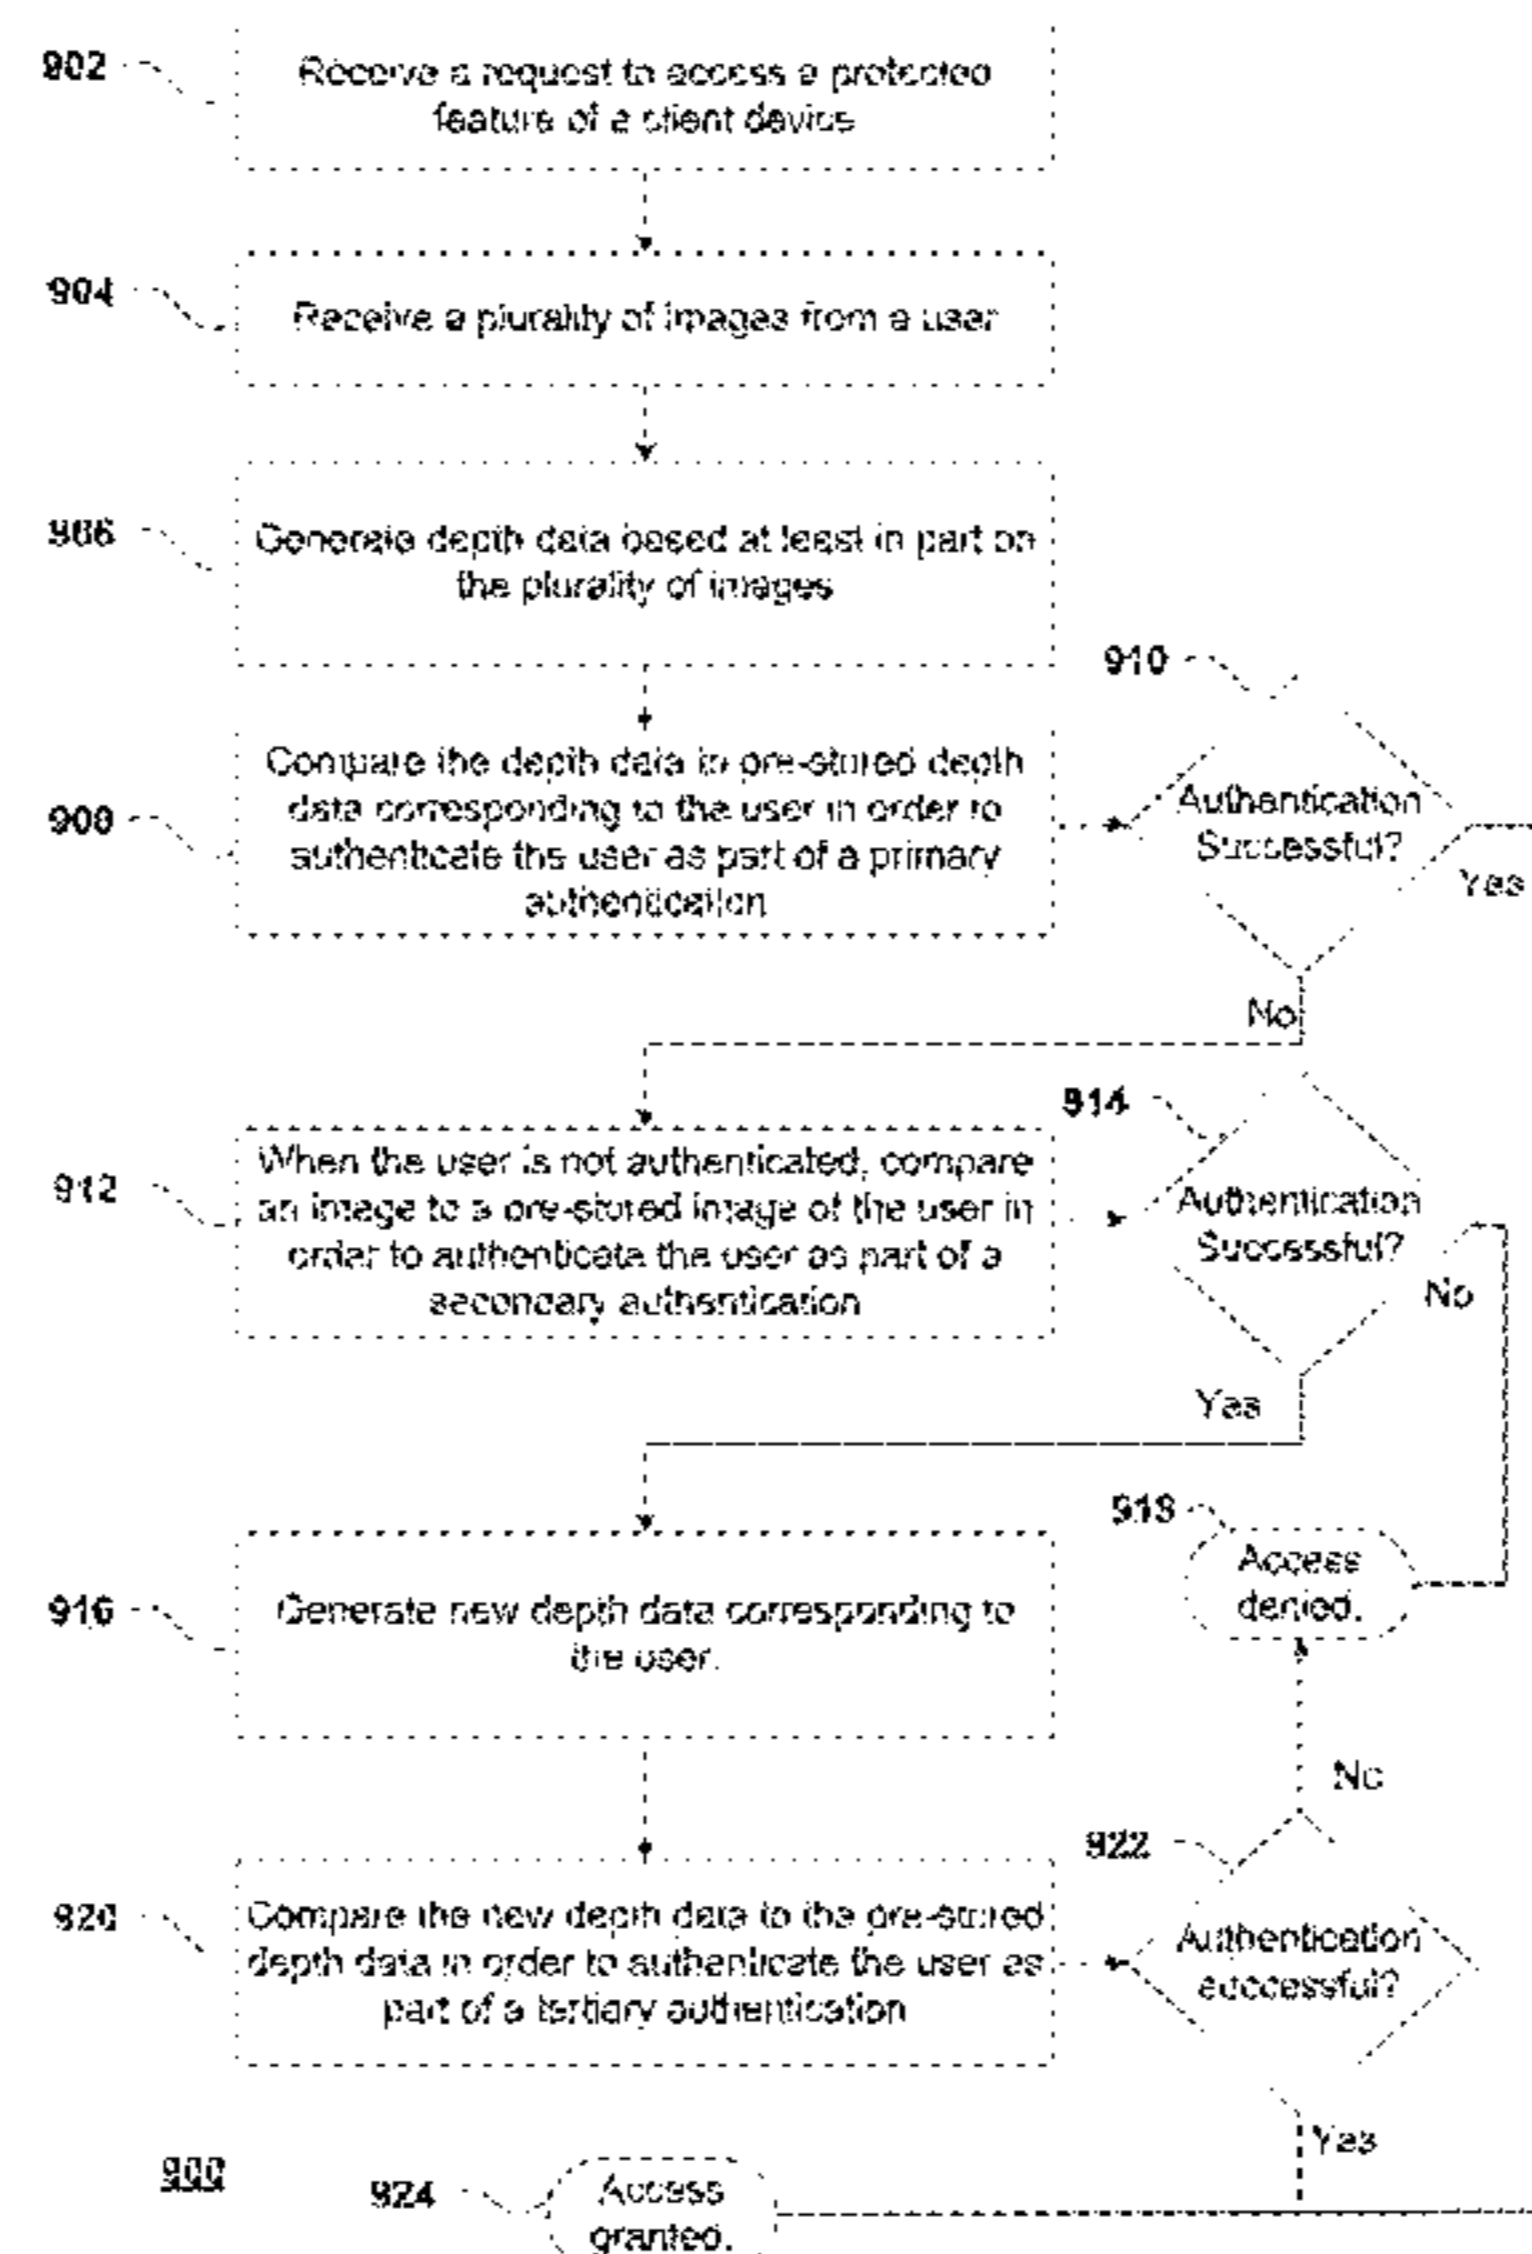 902
Receive a request to access a protected
feature of a client device
904
Receive a plurality of images from a user
906
Generate depth data based at least in part on
the plurality of images
910
908
Compare the depth data to pre-stored depth
data corresponding to the user in order to
authenticate the user as part of a primary
authentication
Authentication
Successful?
Yes
No
914
912
When the user is not authenticated, compare
an image to a pre-stored image of the user in
order to authenticate the user as part of a
secondary authentication
Authentication
Successful?
No
Yes
918
Access
denied.
916
Generate new depth data corresponding to
the user.
No
922
920
Compare the new depth data to the pre-stored
depth data in order to authenticate the user as
part of a tertiary authentication
Authentication
successful?
Yes
900
924
Access
granted.